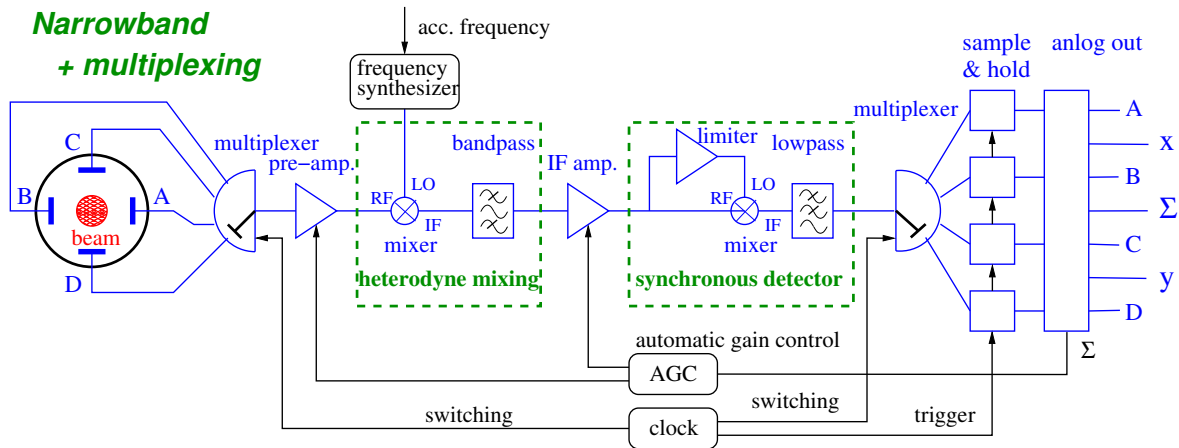 Narrowband
+ multiplexing
acc. frequency
frequency
synthesizer
sample
& hold
anlog out
multiplexer
C
B
A
beam
D
multiplexer
pre-amp.
RF
LO
IF
mixer
bandpass
heterodyne mixing
IF amp.
limiter
LO
IF
mixer
lowpass
synchronous detector
A
x
B
Σ
C
y
D
Σ
automatic gain control
AGC
switching
clock
switching
trigger